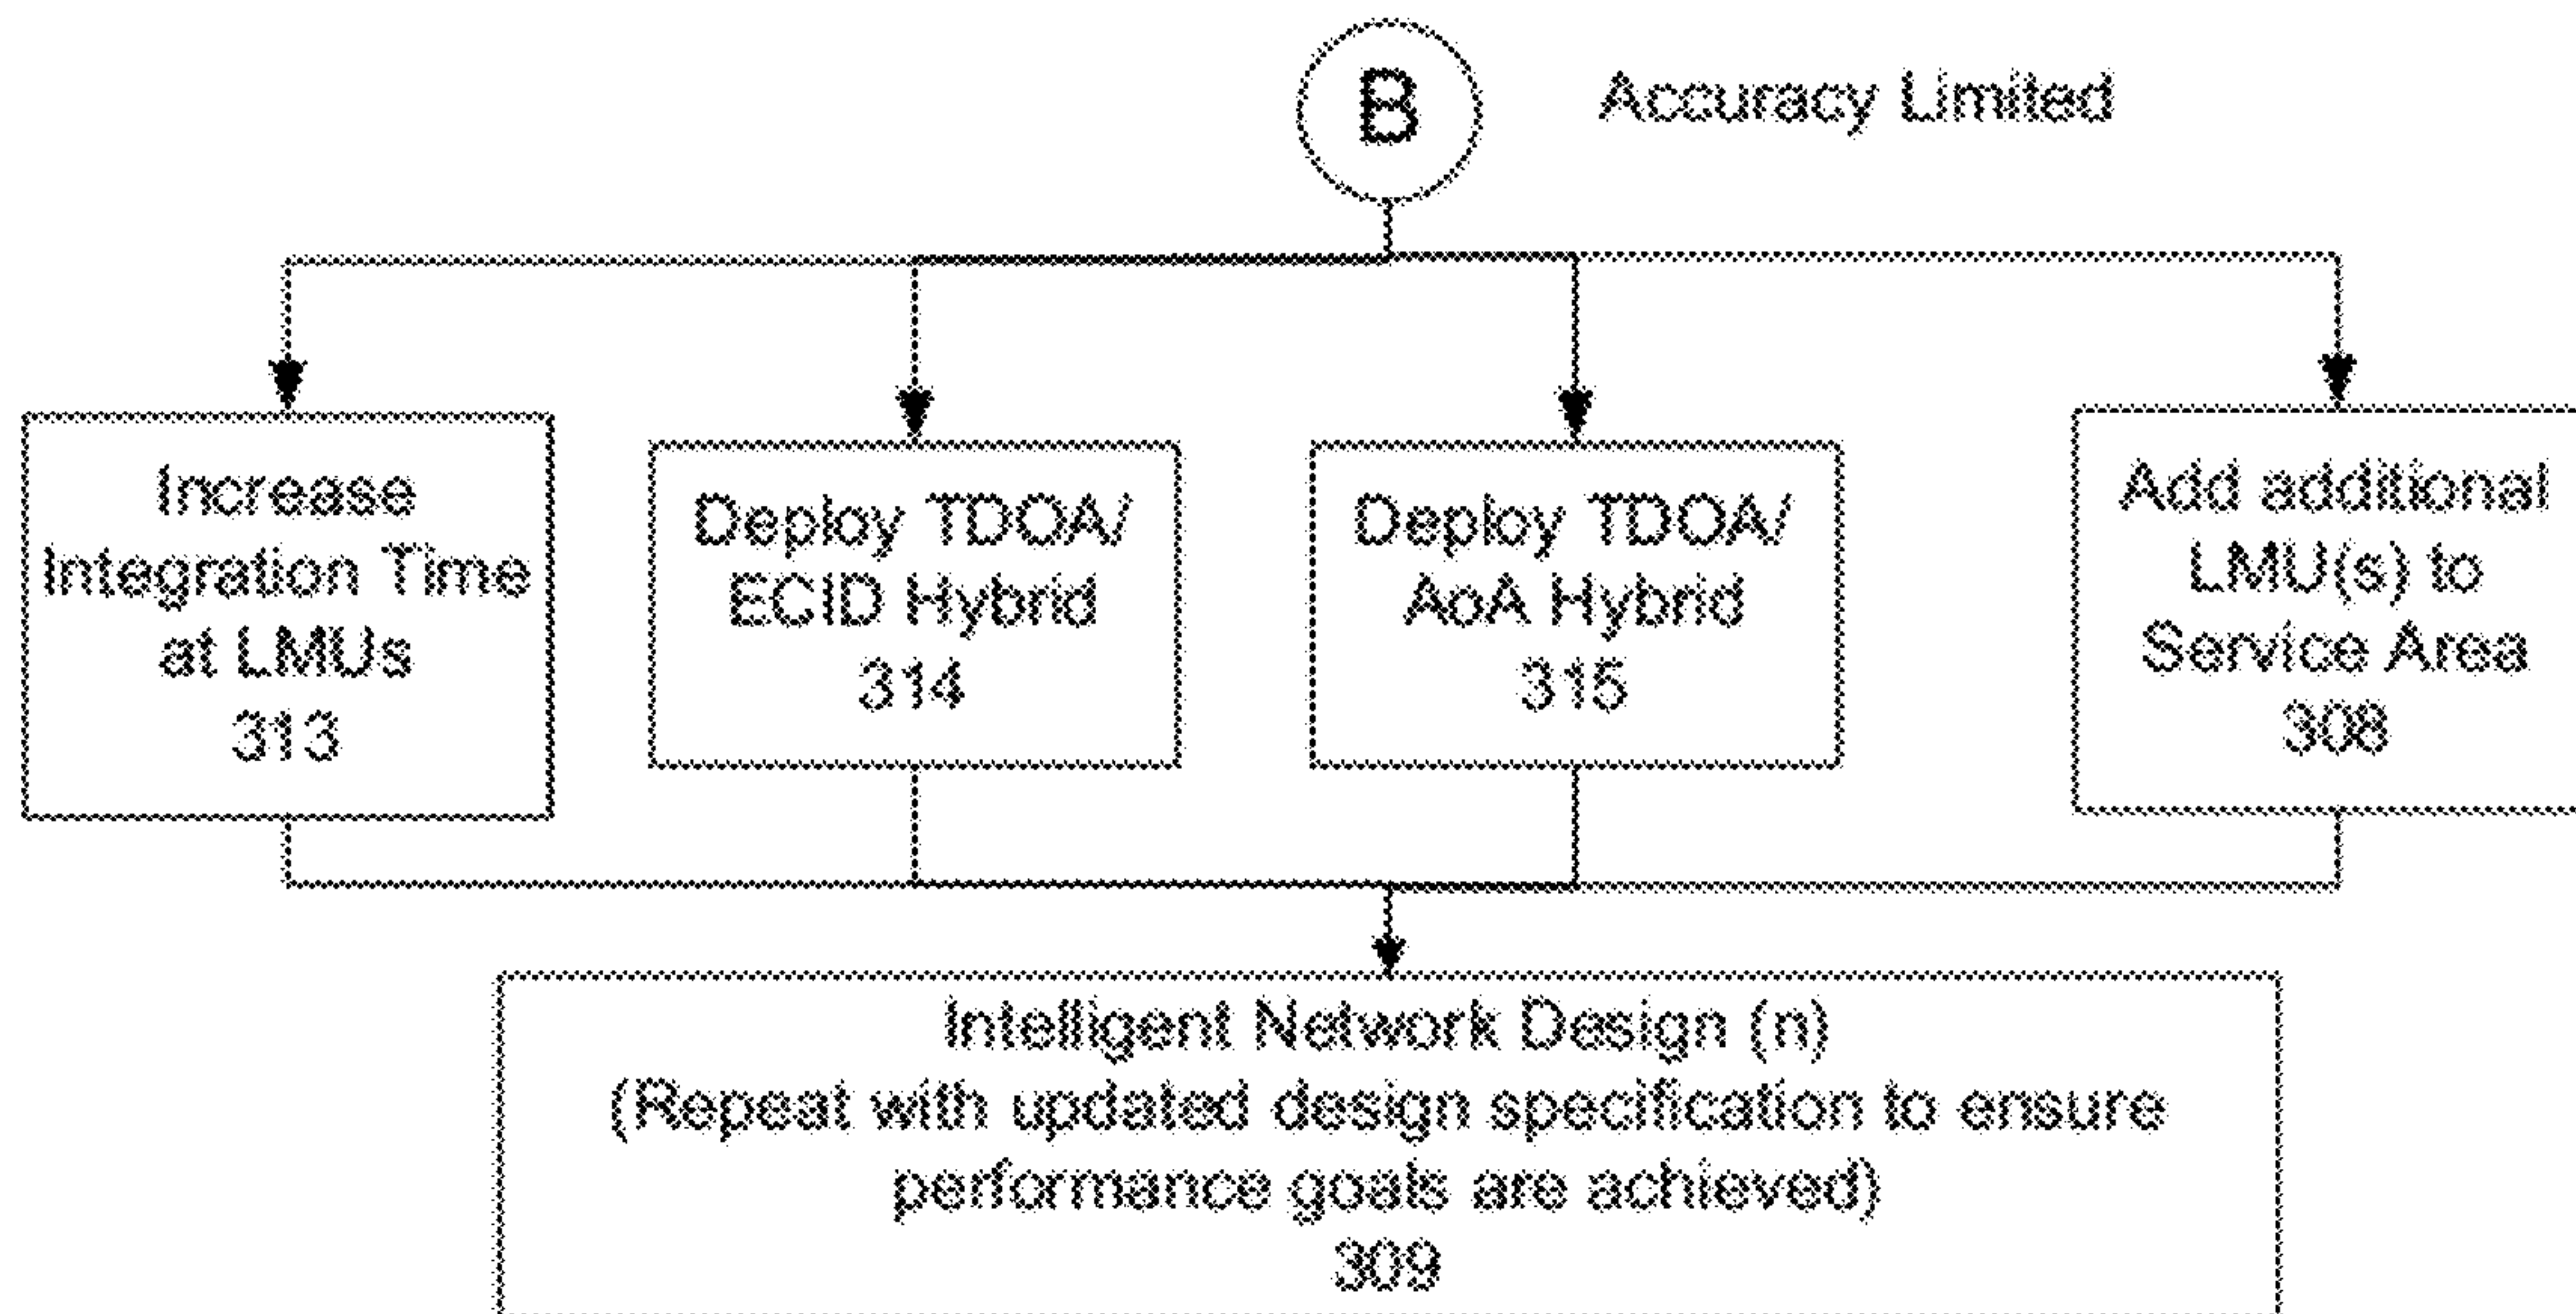 B
Accuracy Limited
Increase
Integration Time
at LMUs
313
Deploy TDOA/
ECID Hybrid
314
Deploy TDOA/
AoA Hybrid
315
Add additional
LMU(s) to
Service Area
308
Intelligent Network Design (n)
(Repeat with updated design specification to ensure
performance goals are achieved)
309